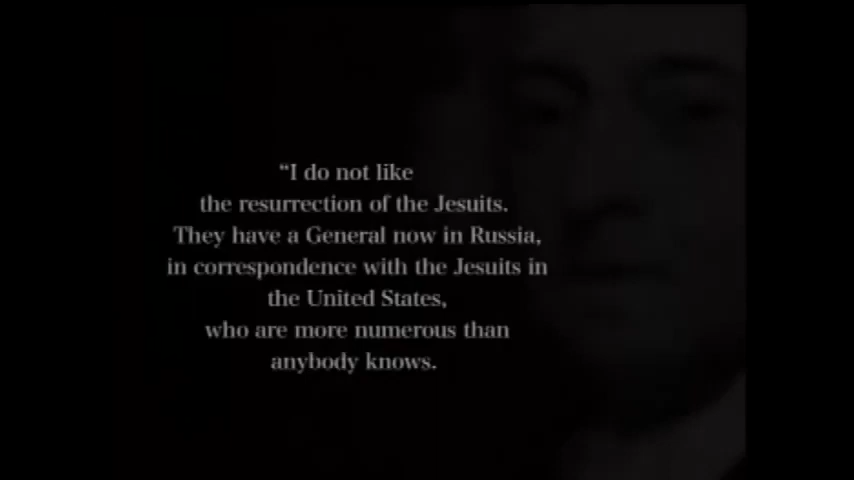 “I do not like
the resurrection of the Jesuits.
They have a General now in Russia,
in correspondence with the Jesuits in
the United States,
who are more numerous than
anybody knows.